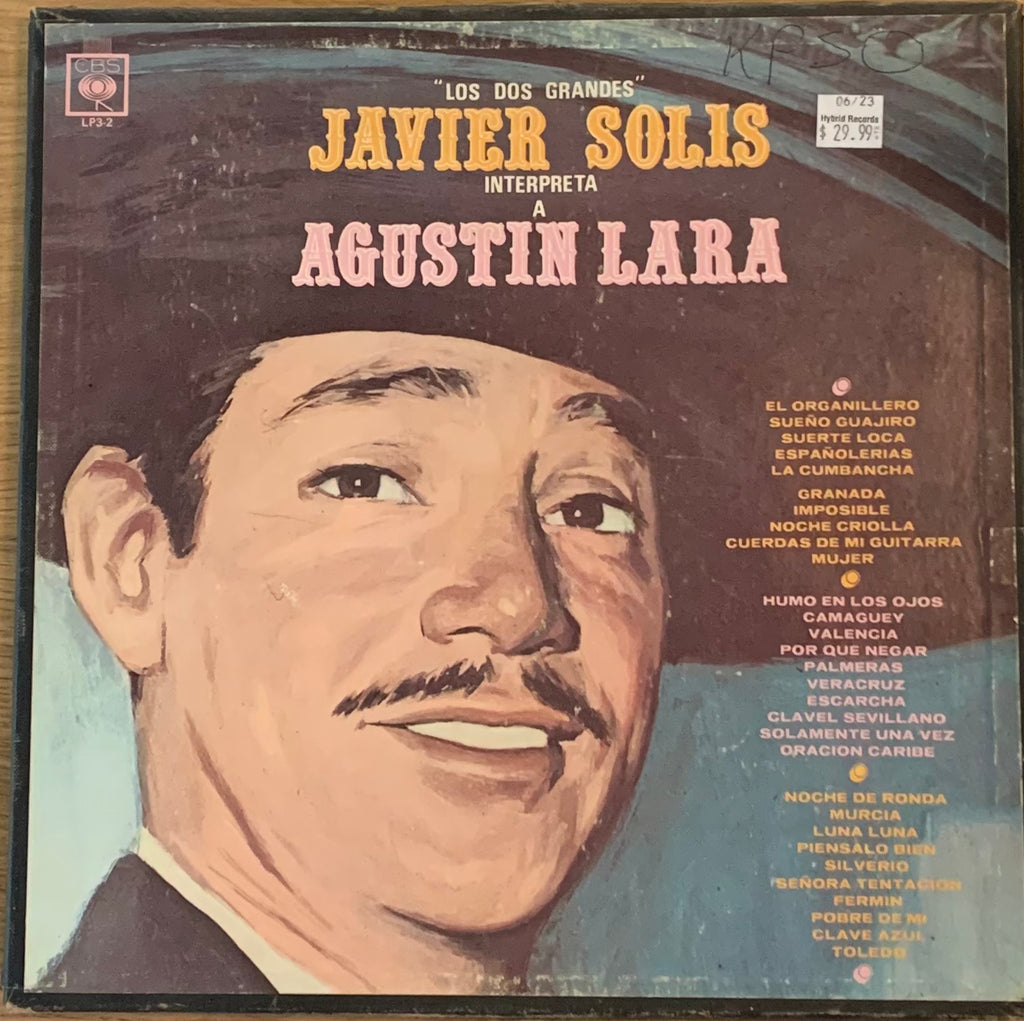 KPSO
CBS
LP3-2
"LOS DOS GRANDES"
JAVIER SOLIS
INTERPRETA
A
AGUSTIN LARA
06/23
Hybrid Records
$ 29.99
EL ORGANILLERO
SUEÑO GUAJIRO
SUERTE LOCA
ESPAÑOLERIAS
LA CUMBANCHA
GRANADA
IMPOSIBLE
NOCHE CRIOLLA
CUERDAS DE MI GUITARRA
MUJER
HUMO EN LOS OJOS
CAMAGUEY
VALENCIA
POR QUE NEGAR
PALMERAS
VERACRUZ
ESCARCHA
CLAVEL SEVILLANO
SOLAMENTE UNA VEZ
ORACION CARIBE
NOCHE DE RONDA
MURCIA
LUNA LUNA
PIENSALO BIEN
SILVERIO
SEÑORA TENTACION
FERMIN
POBRE DE MI
CLAVE AZUL
TOLEDO